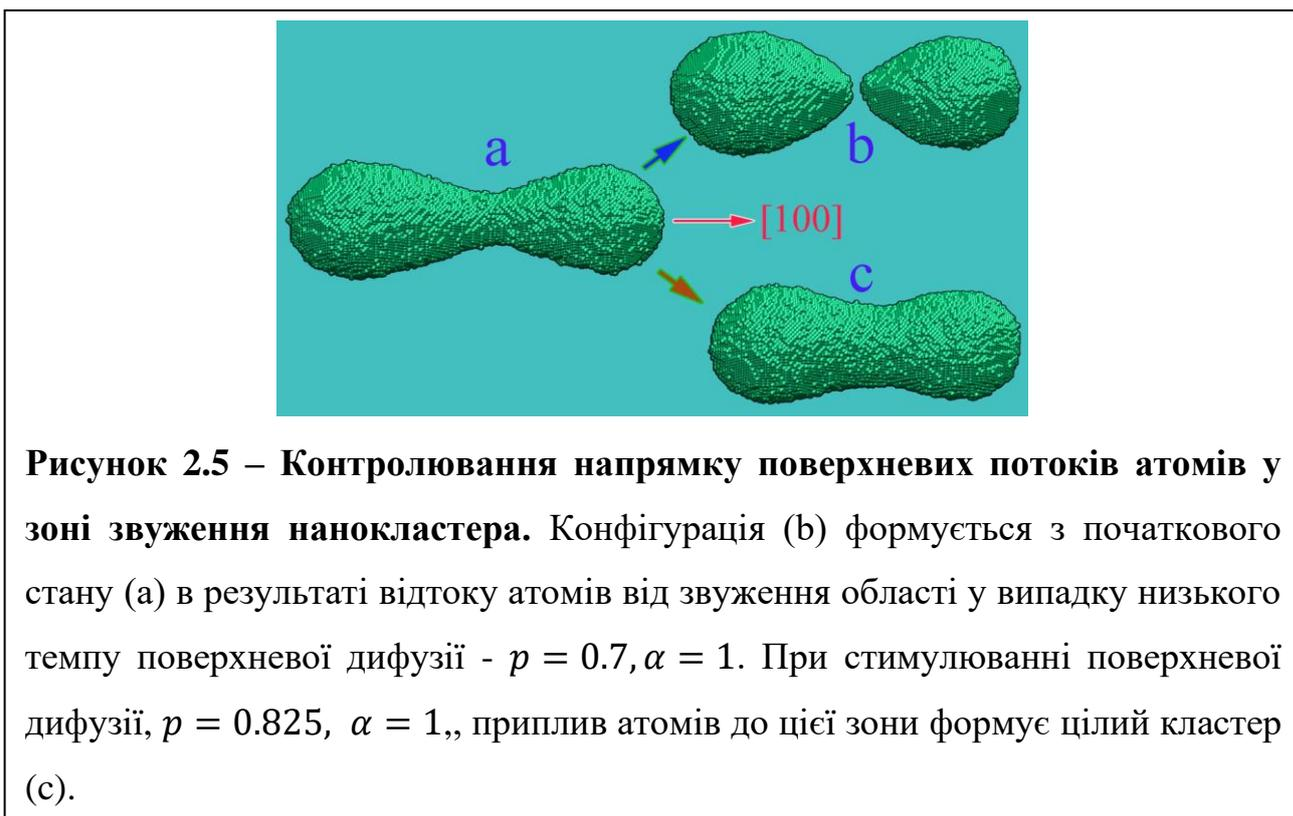 a
b
[100]
c
Рисунок 2.5 – Контролювання напрямку поверхневих потоків атомів у
зоні звуження нанокластера. Конфігурація (b) формується з початкового
стану (a) в результаті відтоку атомів від звуження області у випадку низького
темпу поверхневої дифузії - 𝑝 = 0.7, 𝛼 = 1. При стимулюванні поверхневої
дифузії, 𝑝 = 0.825, 𝛼 = 1,, приплив атомів до цієї зони формує цілий кластер
(c).